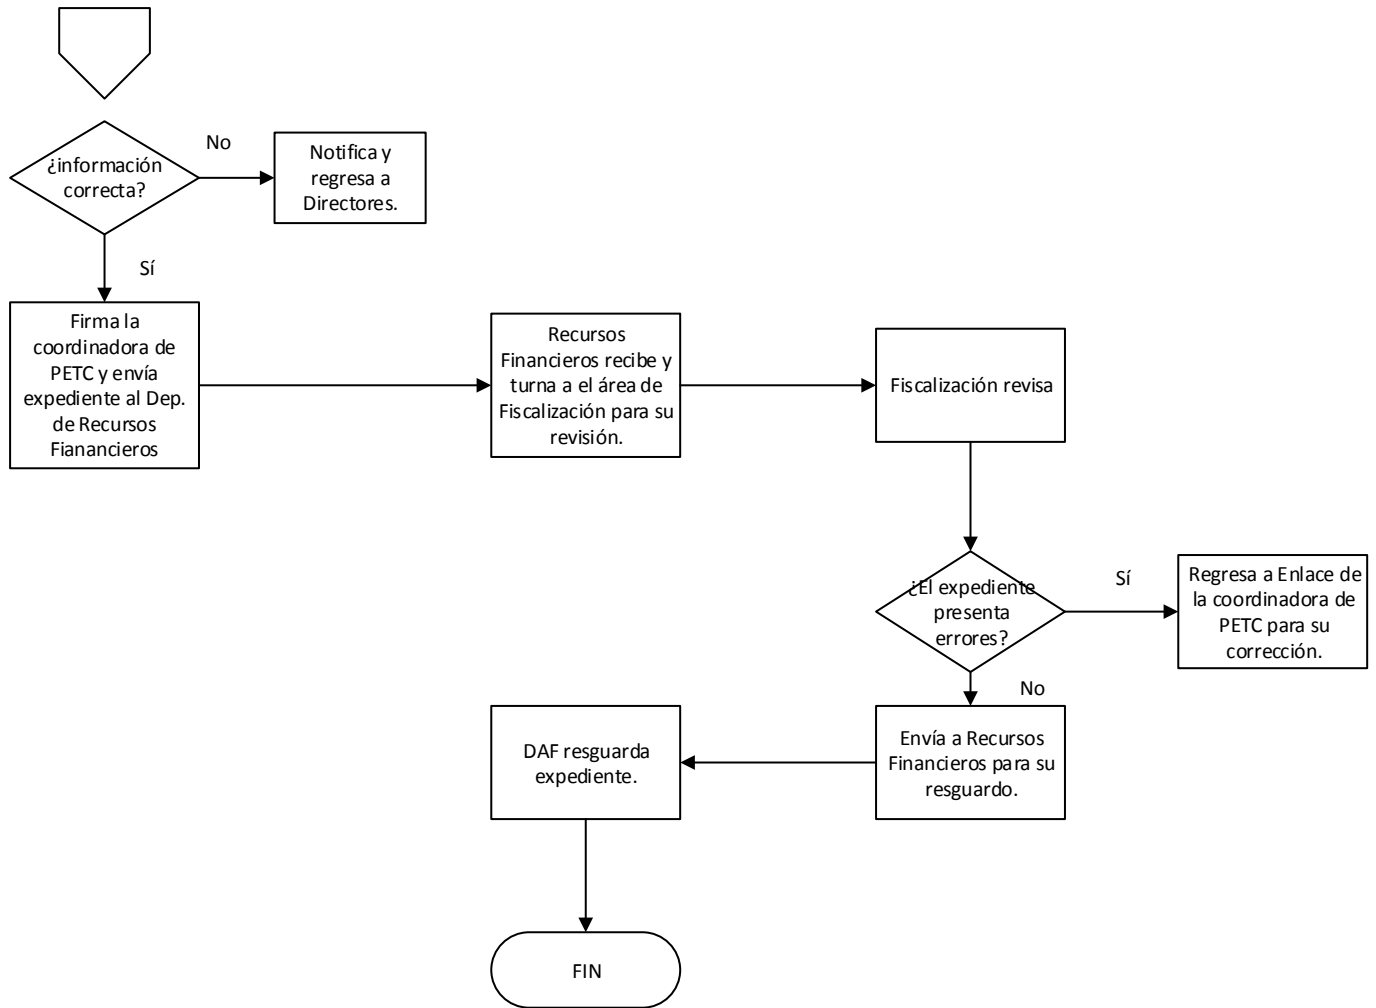 No
¿información
correcta?
Notifica y
regresa a
Directores.
Sí
Firma la
coordinadora de
PETC y envía
expediente al Dep.
de Recursos
Fianancieros
Recursos
Financieros recibe y
turna a el área de
Fiscalización para su
revisión.
Fiscalización revisa
¿El expediente
presenta
errores?
Sí
Regresa a Enlace de
la coordinadora de
PETC para su
corrección.
No
Envía a Recursos
Financieros para su
resguardo.
DAF resguarda
expediente.
FIN